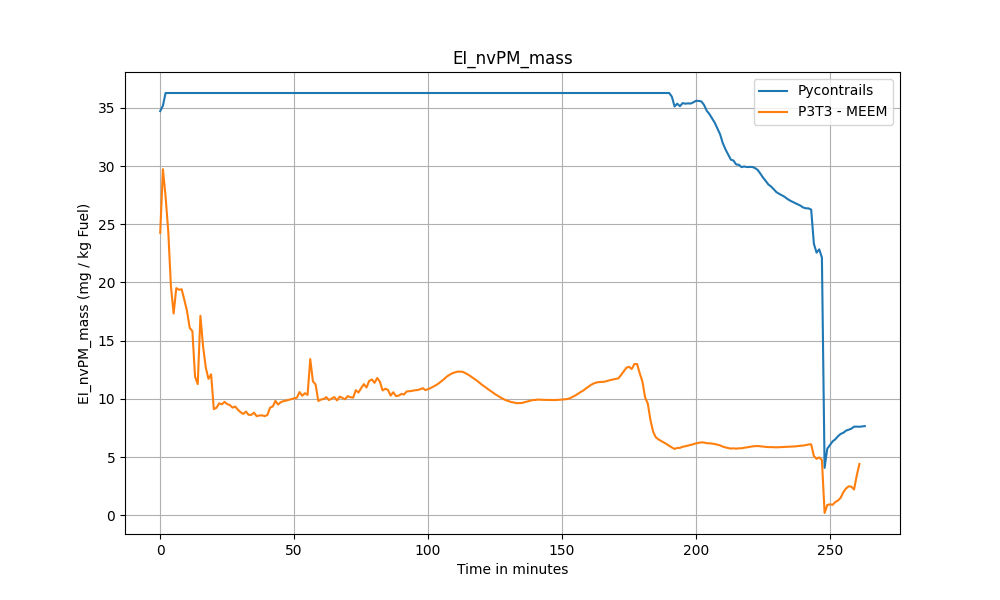 EI_nvPM_mass
Pycontrails
P3T3 - MEEM
EI_nvPM_mass (mg / kg Fuel)
35
30
25
20
15
10
5
0
0 50 100 150 200 250
Time in minutes